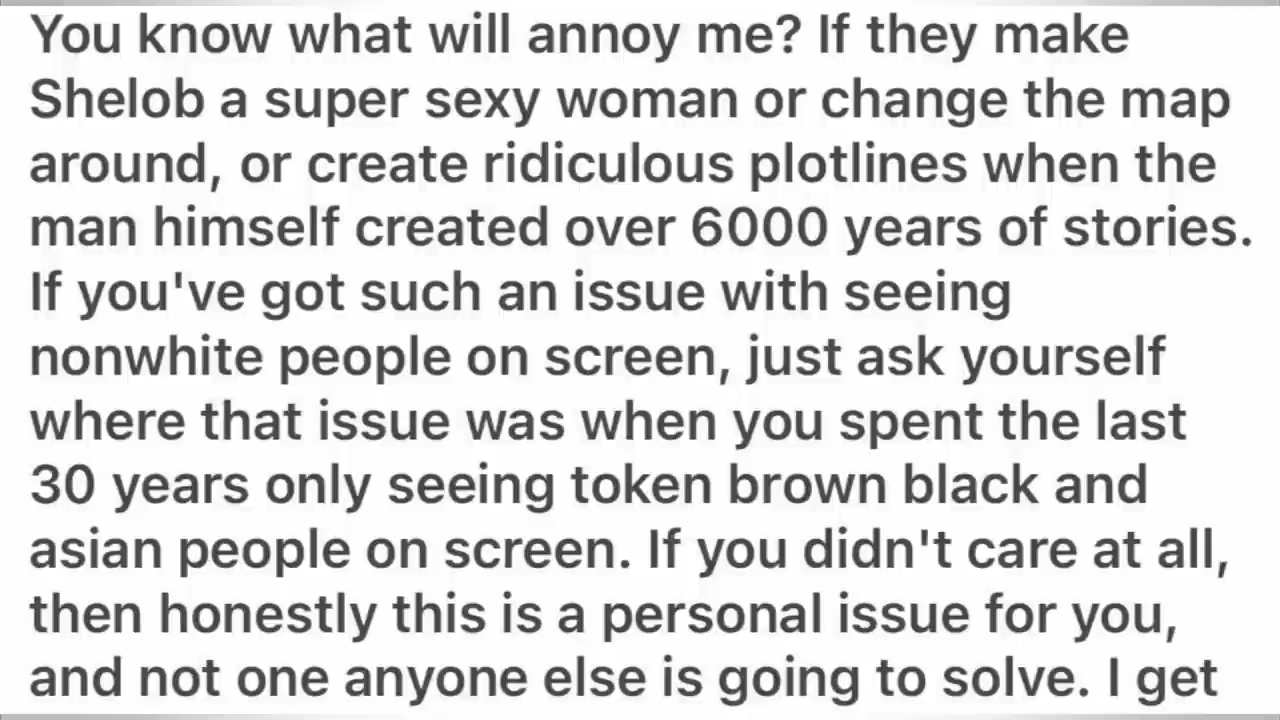 You know what will annoy me? If they make
Shelob a super sexy woman or change the map
around, or create ridiculous plotlines when the
man himself created over 6000 years of stories.
If you've got such an issue with seeing
nonwhite people on screen, just ask yourself
where that issue was when you spent the last
30 years only seeing token brown black and
asian people on screen. If you didn't care at all,
then honestly this is a personal issue for you,
and not one anyone else is going to solve. I get